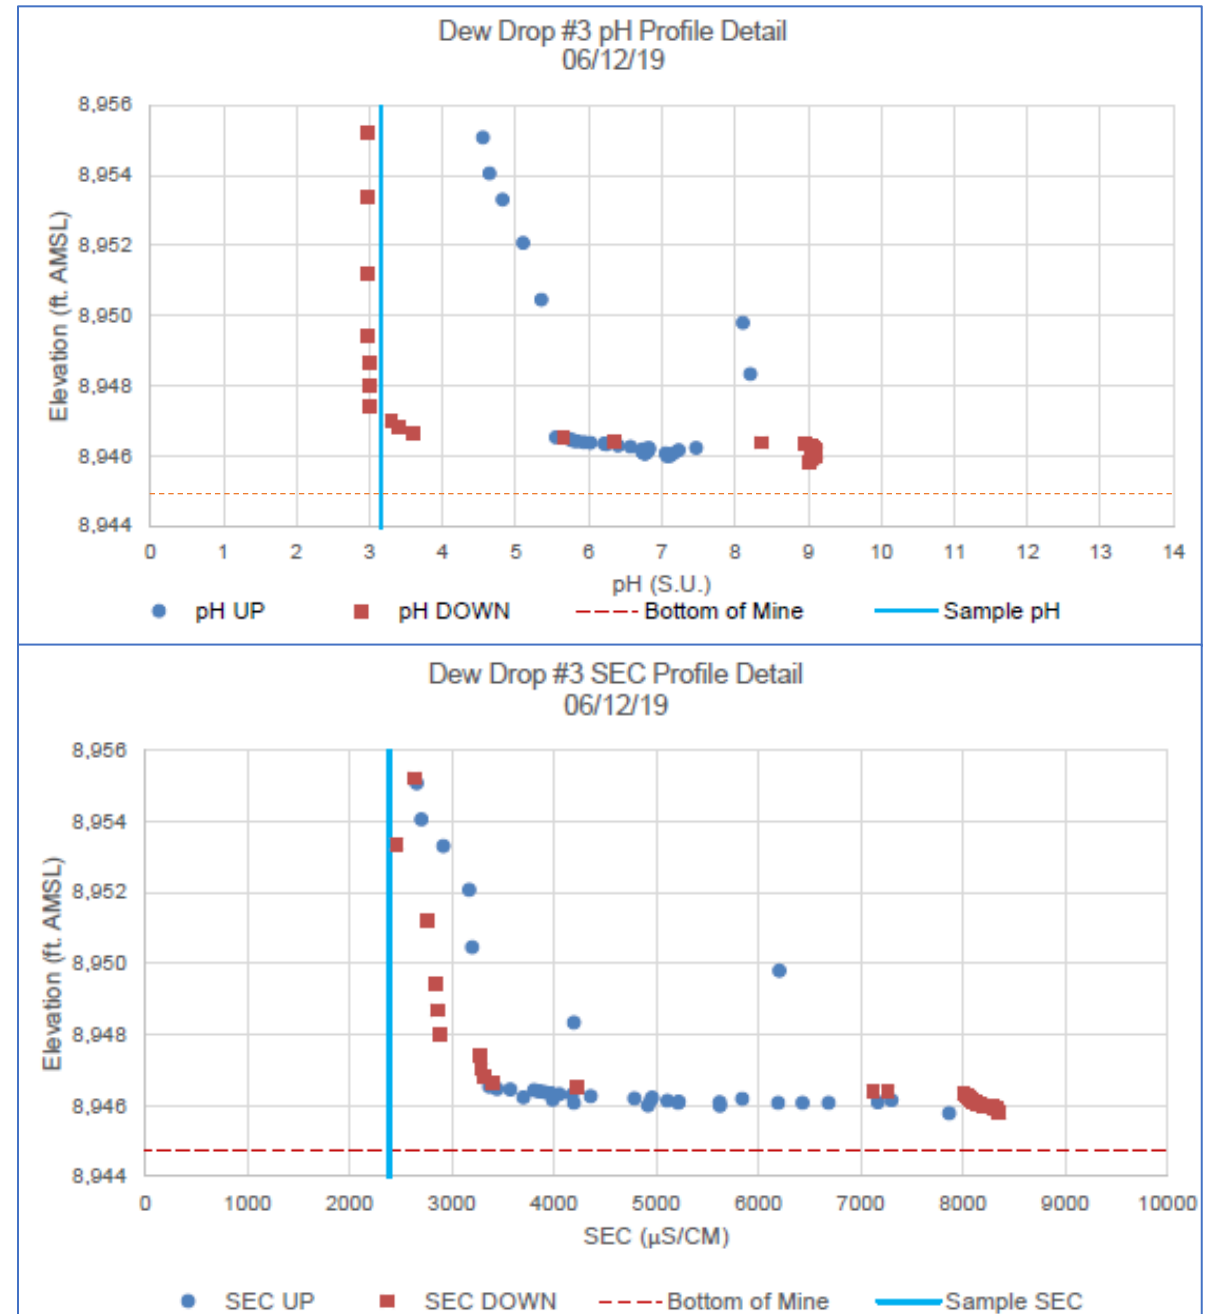 Dew Drop #3 pH Profile Detail
06/12/19
8,956
8,954
8,952
8,950
8,948
8,946
8,944
Elevation (ft. AMSL)
0 1 2 3 4 5 6 7 8 9 10 11 12 13 14
pH (S.U.)
pH UP pH DOWN Bottom of Mine Sample pH
Dew Drop #3 SEC Profile Detail
06/12/19
8,956
8,954
8,952
8,950
8,948
8,946
8,944
Elevation (ft. AMSL)
0 1000 2000 3000 4000 5000 6000 7000 8000 9000 10000
SEC (µS/CM)
SEC UP SEC DOWN Bottom of Mine Sample SEC